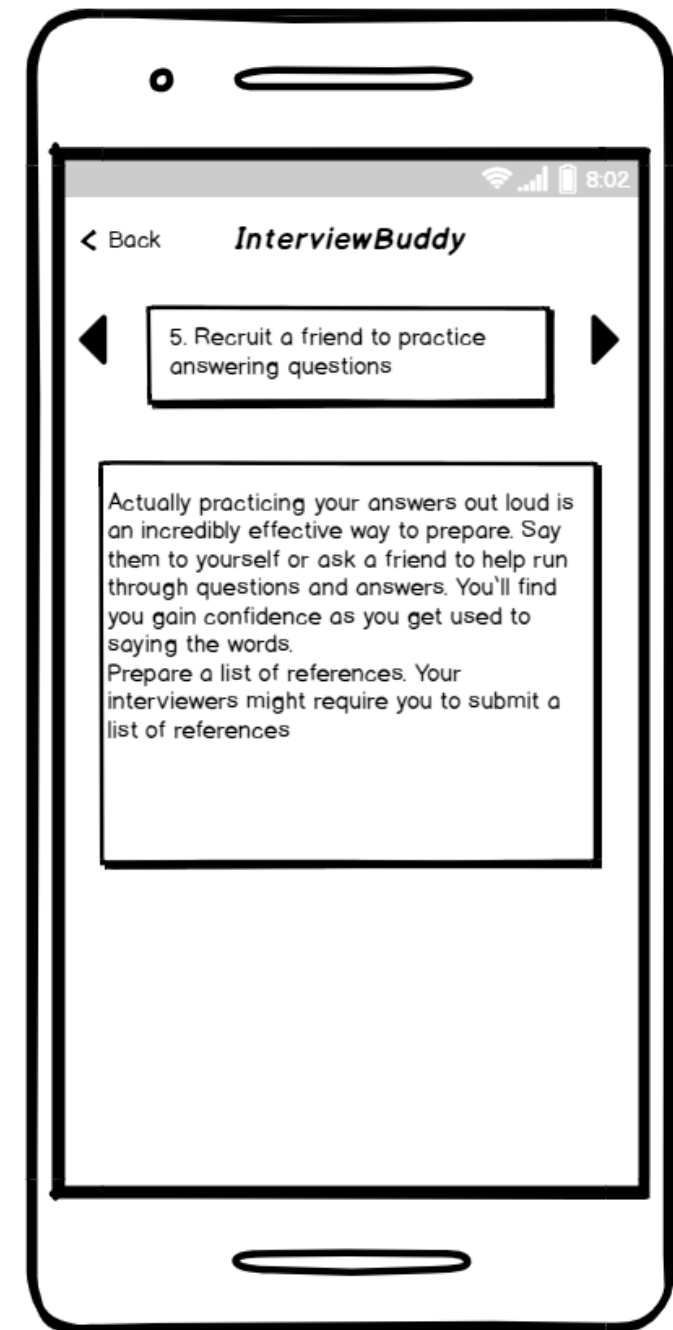 8:02
< Back
InterviewBuddy
5. Recruit a friend to practice
answering questions
Actually practicing your answers out loud is
an incredibly effective way to prepare. Say
them to yourself or ask a friend to help run
through questions and answers. You`ll find
you gain confidence as you get used to
saying the words.
Prepare a list of references. Your
interviewers might require you to submit a
list of references